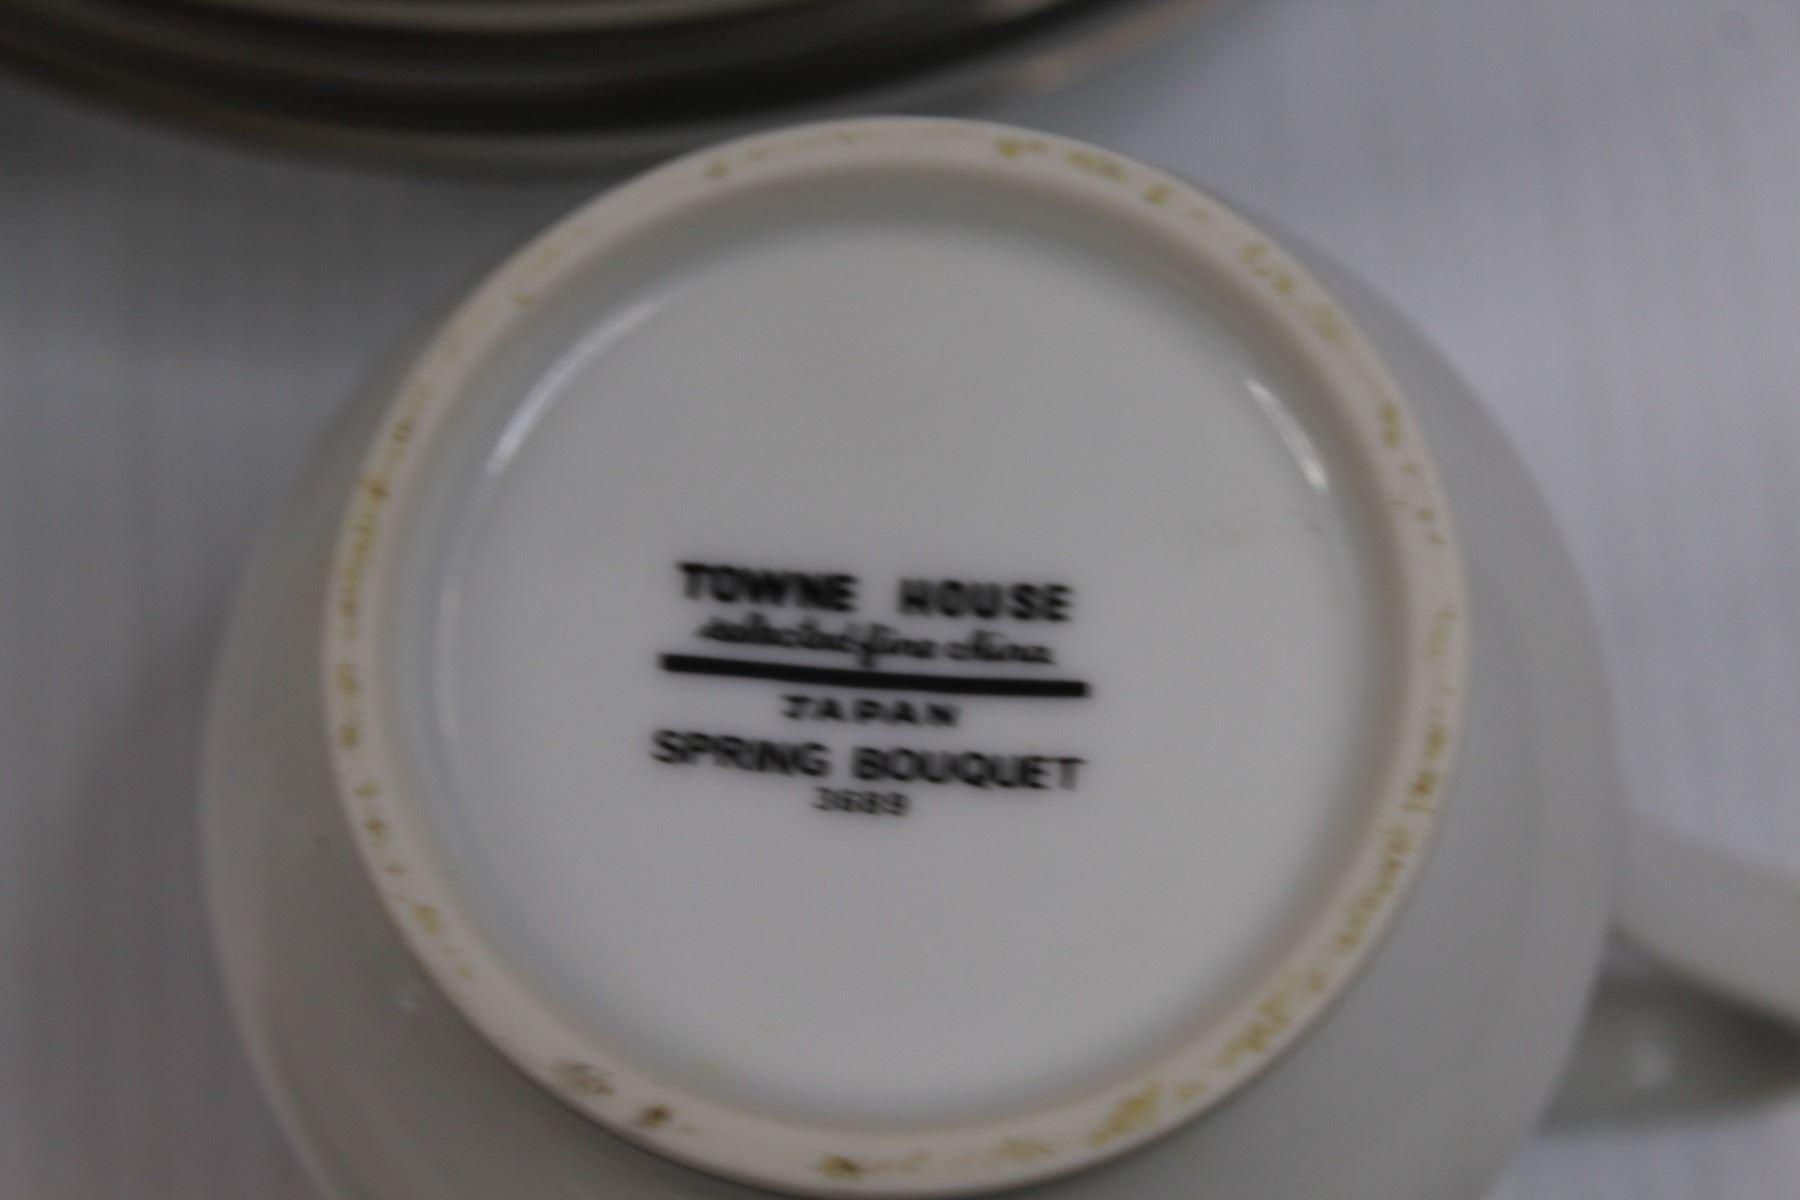 TOWNE HOUSE
selected fine china
JAPAN
SPRING BOUQUET
3689